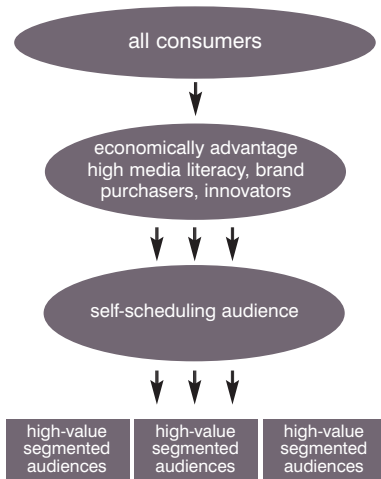 all consumers
economically advantage
high media literacy, brand
purchasers, innovators
self-scheduling audience
high-value
segmented
audiences
high-value
segmented
audiences
high-value
segmented
audiences